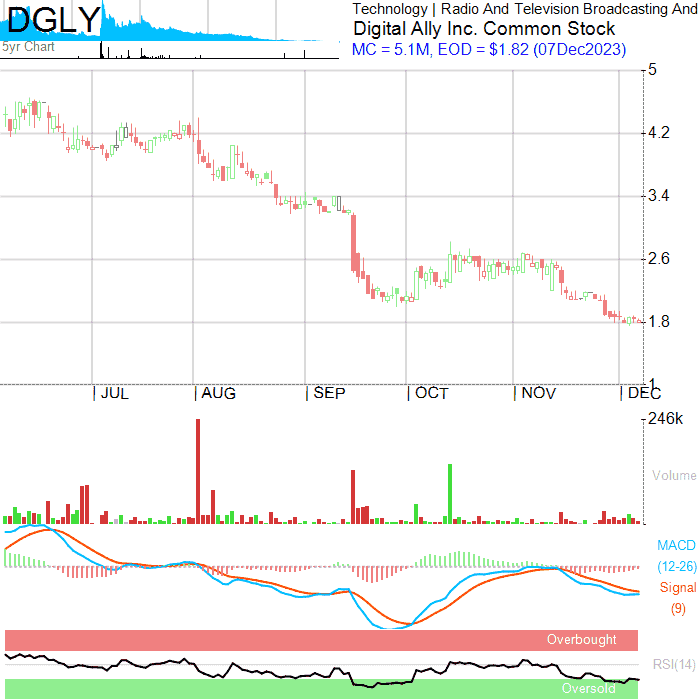 DGLY
5yr Chart
Technology | Radio And Television Broadcasting And
Digital Ally Inc. Common Stock
MC = 5.1M, EOD = $1.82 (07Dec2023)
5
4.2
3.4
2.6
1.8
1
JUL
AUG
SEP
OCT
NOV
DEC
246k
Volume
MACD
(12-26)
Signal
(9)
Overbought
RSI(14)
Oversold